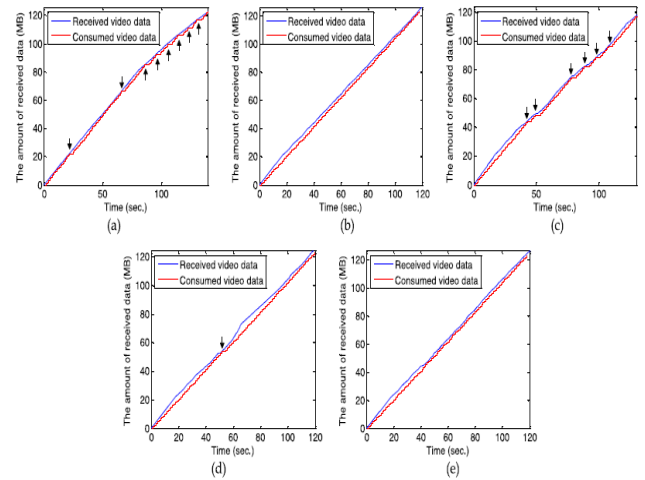 The amount of received data (MB)
120
100
80
60
40
20
0
Received video data
Consumed video data
0 50 100
Time (sec,)
(a)
The amount of received data (MB)
120
100
80
60
40
20
0
Received video data
Consumed video data
0 20 40 60 80 100 120
Time (sec,)
(b)
The amount of received data (MB)
120
100
80
60
40
20
0
Received video data
Consumed video data
0 50 100
Time (sec,)
(c)
The amount of received data (MB)
120
100
80
60
40
20
0
Received video data
Consumed video data
0 20 40 60 80 100 120
Time (sec,)
(d)
The amount of received data (MB)
120
100
80
60
40
20
0
Received video data
Consumed video data
0 20 40 60 80 100 120
Time (sec,)
(e)